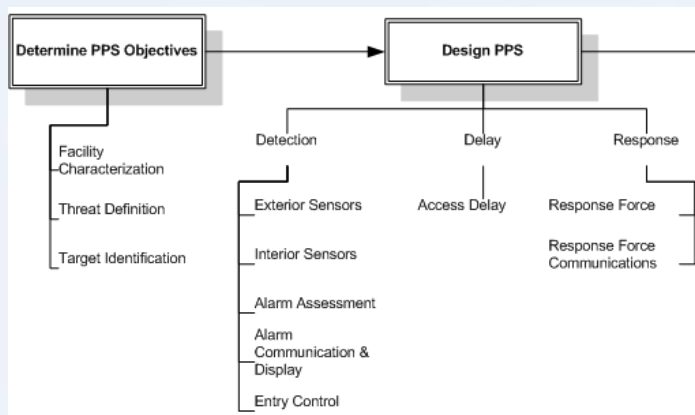 Determine PPS Objectives
Design PPS
Facility
Characterization
Threat Definition
Target Identification
Detection
Delay
Response
Exterior Sensors
Interior Sensors
Alarm Assessment
Alarm
Communication &
Display
Entry Control
Access Delay
Response Force
Response Force
Communications